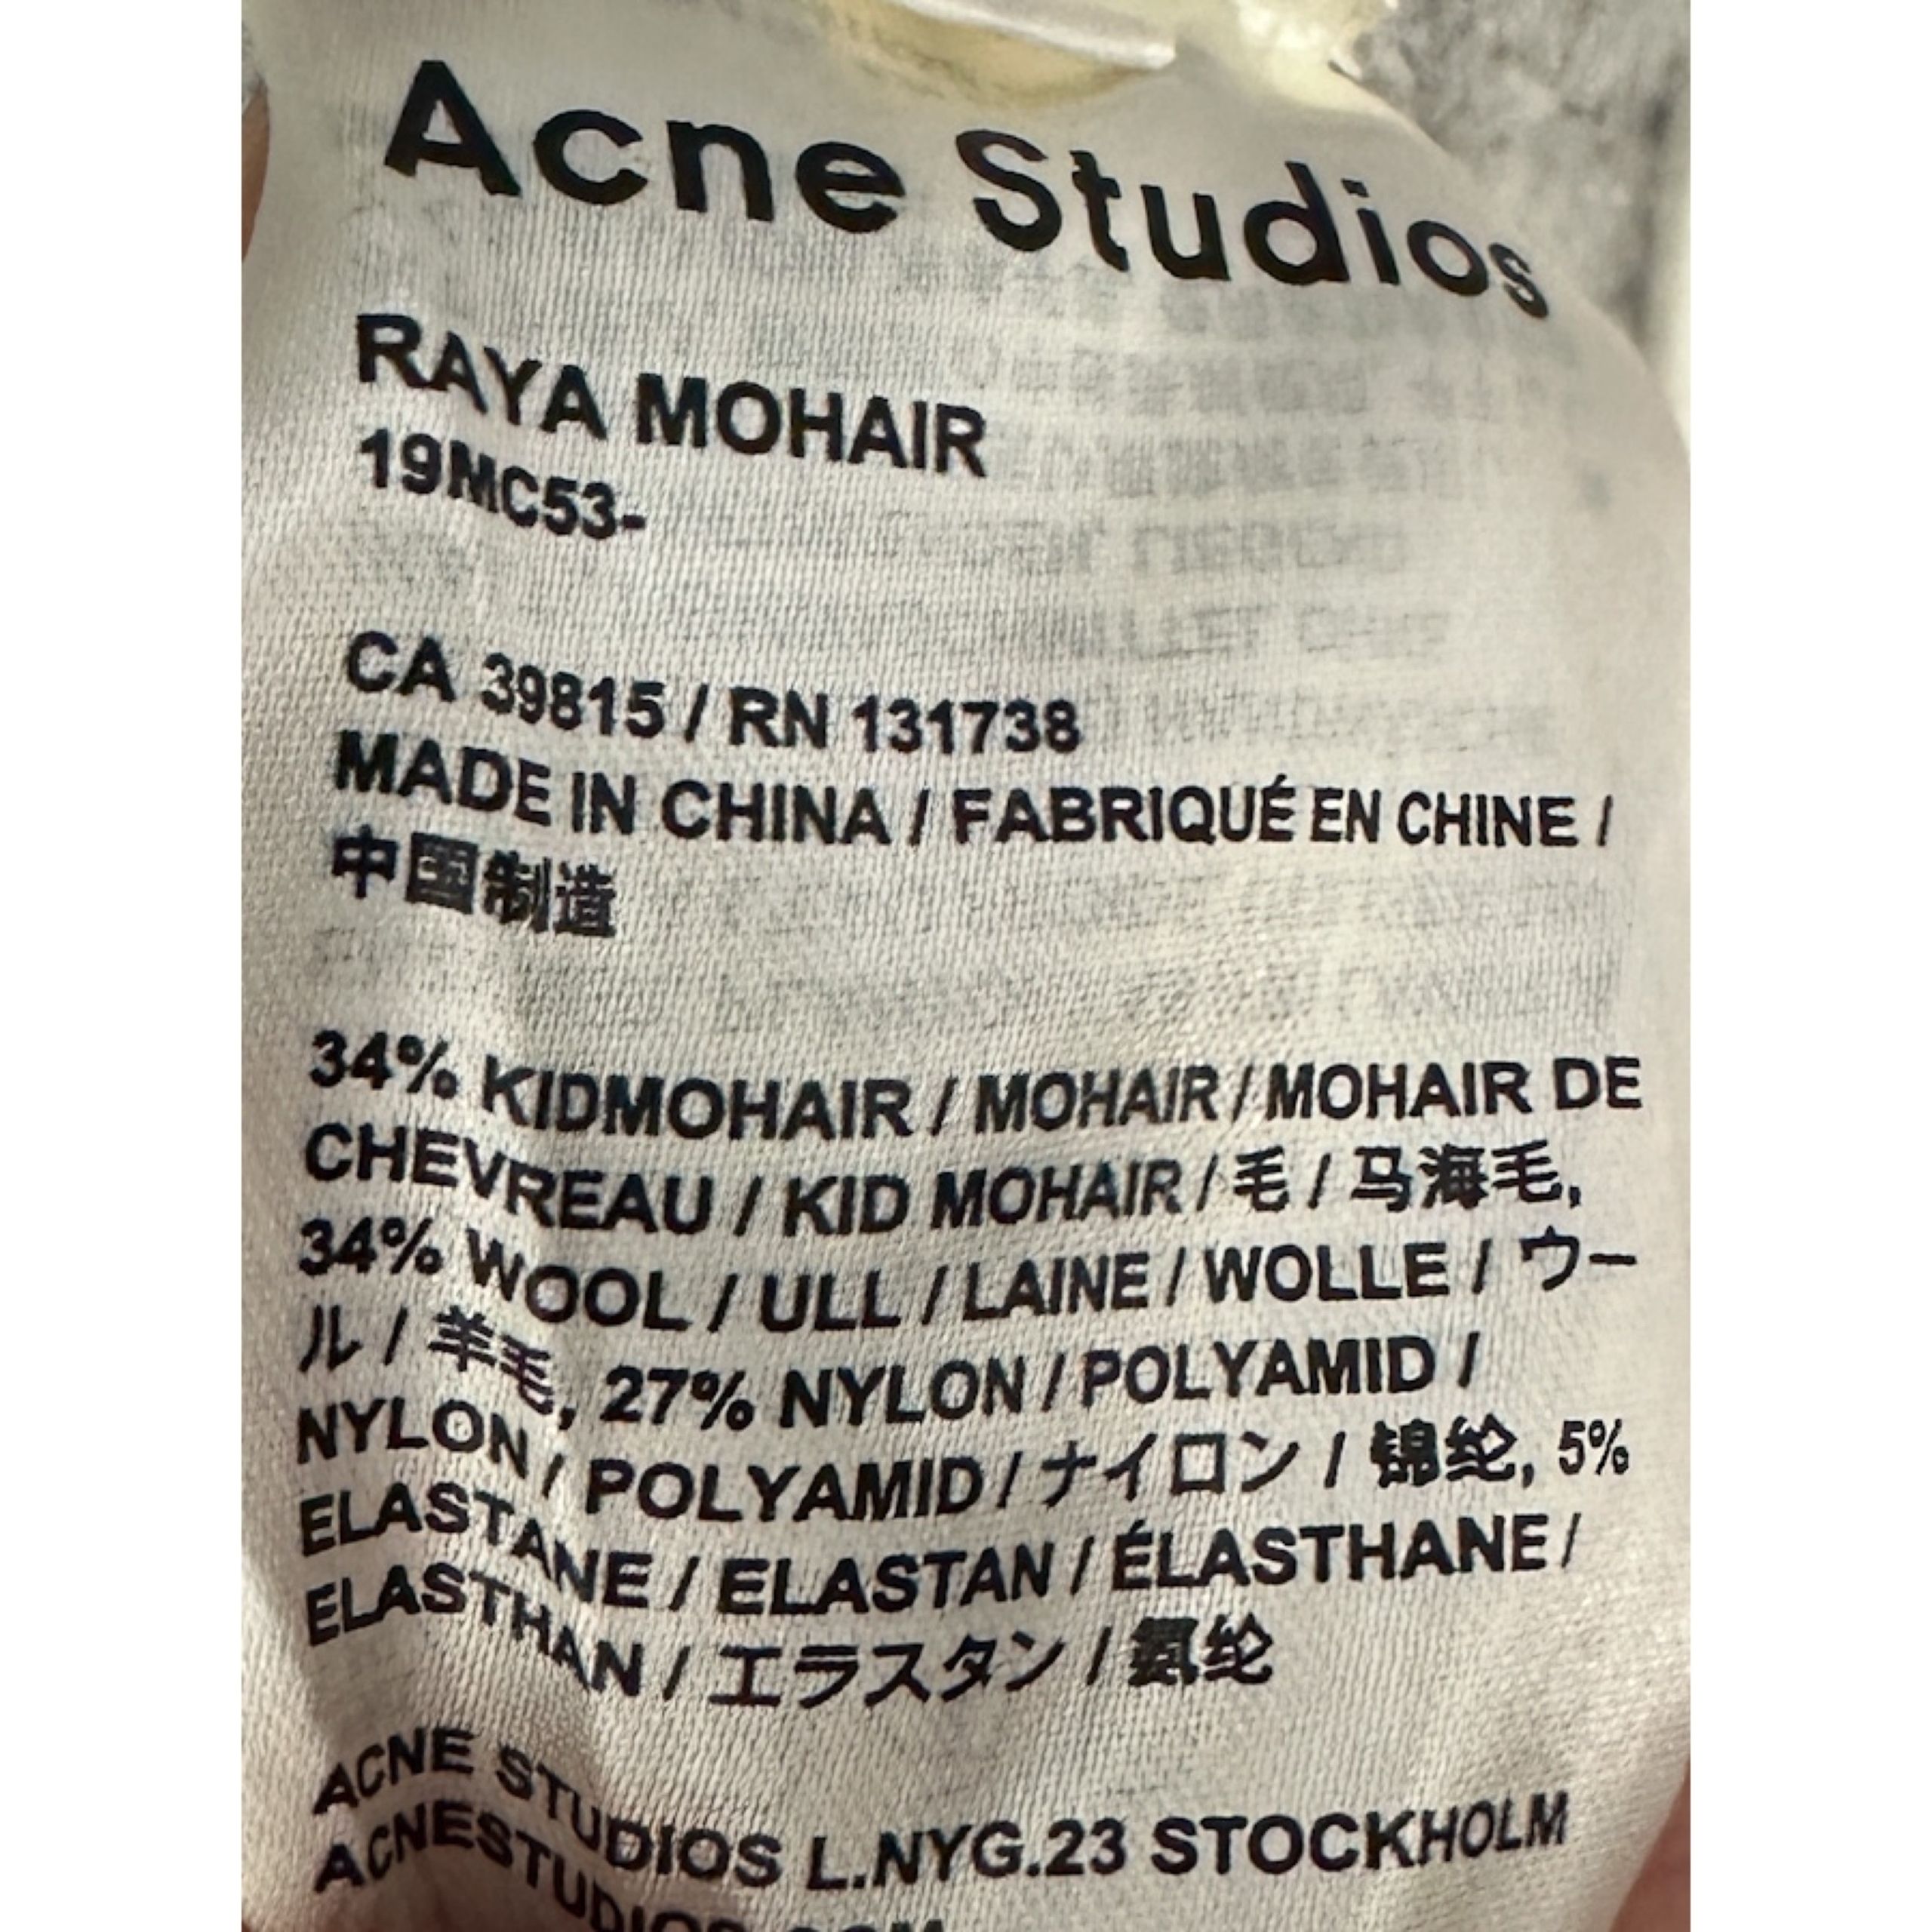 Acne Studios
RAYA MOHAIR
19MC53-
CA 39815 / RN 131738
MADE IN CHINA / FABRIQUÉ EN CHINE /
中国制造
34% KIDMOHAIR / MOHAIR / MOHAIR DE
CHEVREAU / KID MOHAIR / 毛 / 马海毛,
34% WOOL / ULL / LAINE / WOLLE / ウー
ル / 羊毛, 27% NYLON / POLYAMID /
NYLON / POLYAMID / ナイロン / 锦纶, 5%
ELASTANE / ELASTAN / ÉLASTHANE /
ELASTHAN / エラスタン / 氨纶
ACNE STUDIOS L.NYG.23 STOCKHOLM
ACNESTUDIOS.COM